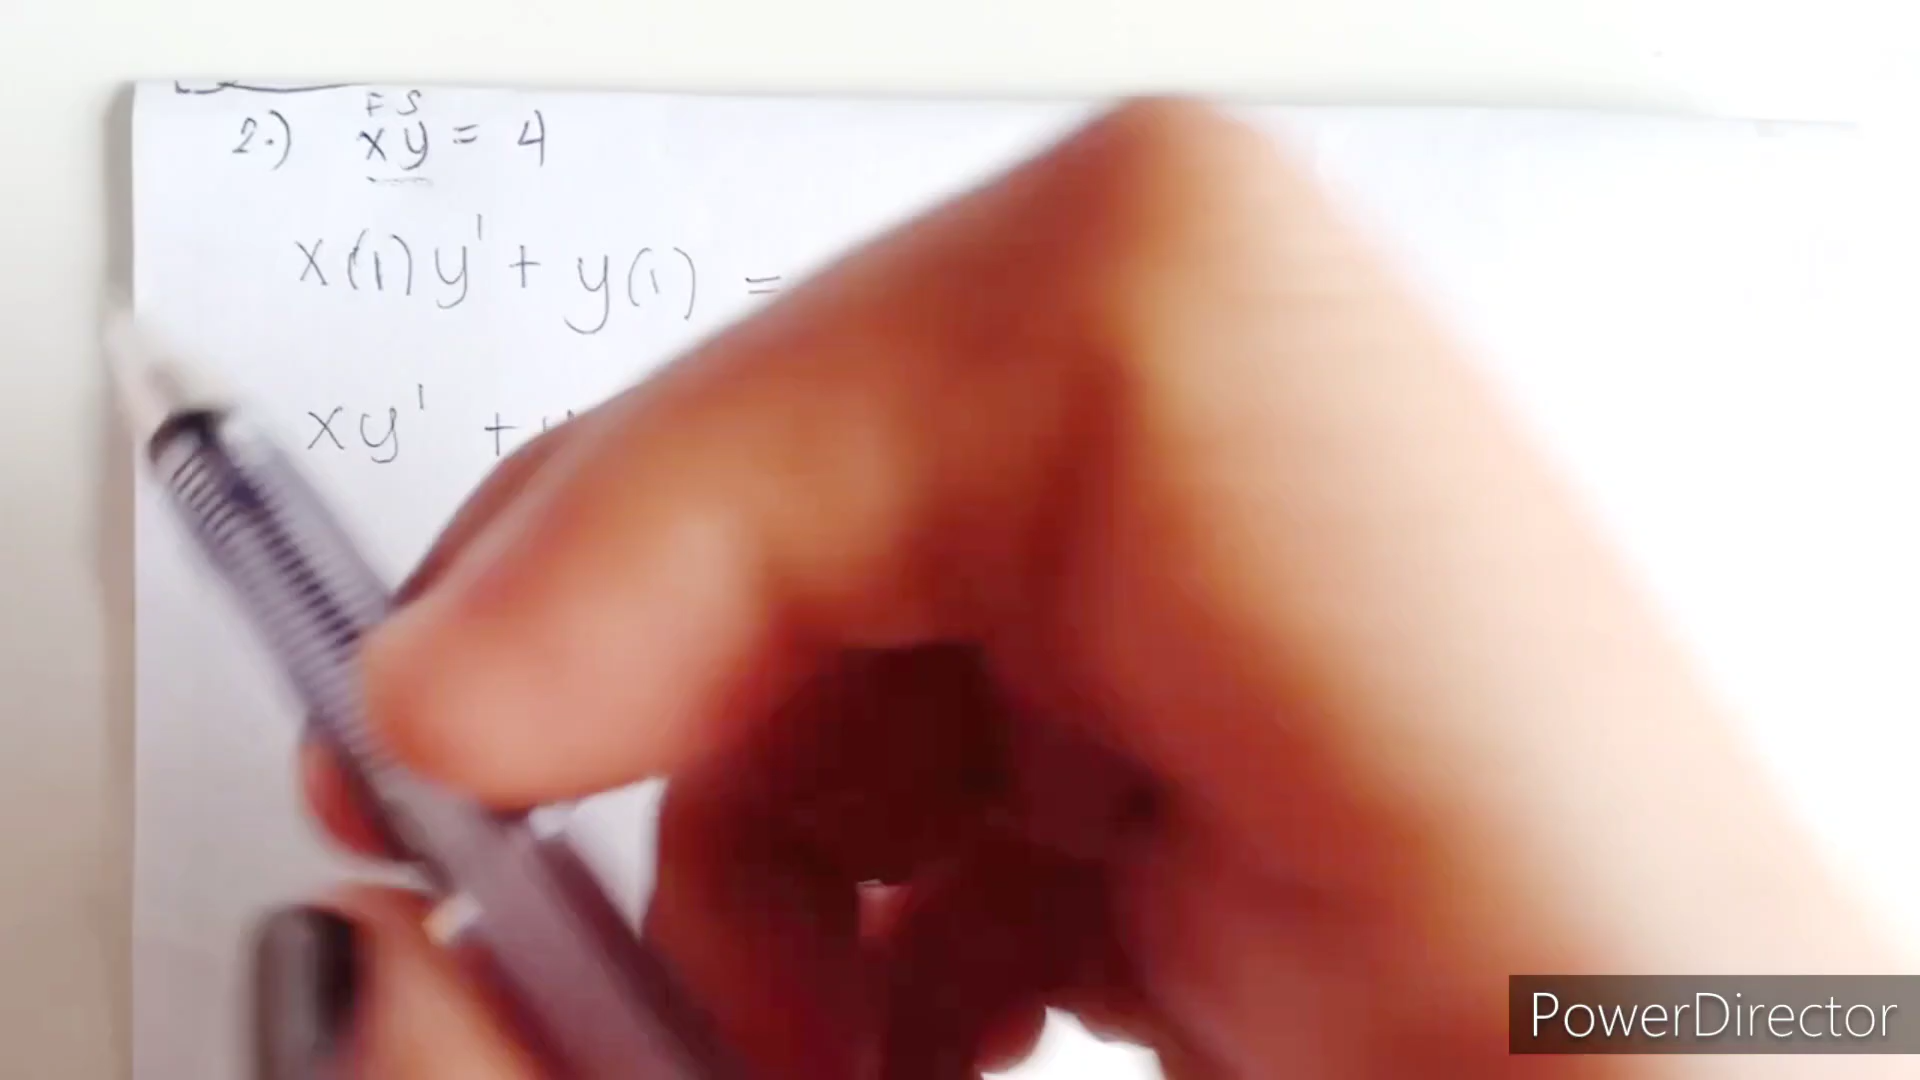 F S
2.) xy = 4
x(1)y' + y(1) =
xy' +
PowerDirector